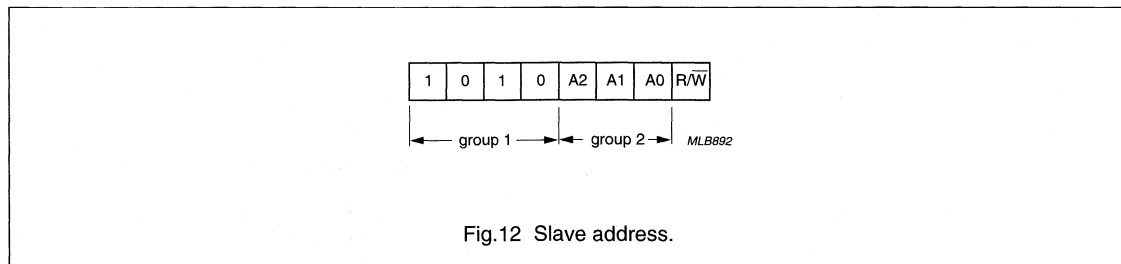 1 0 1 0 A2 A1 A0 R/W̅
group 1 group 2 MLB892
Fig.12 Slave address.